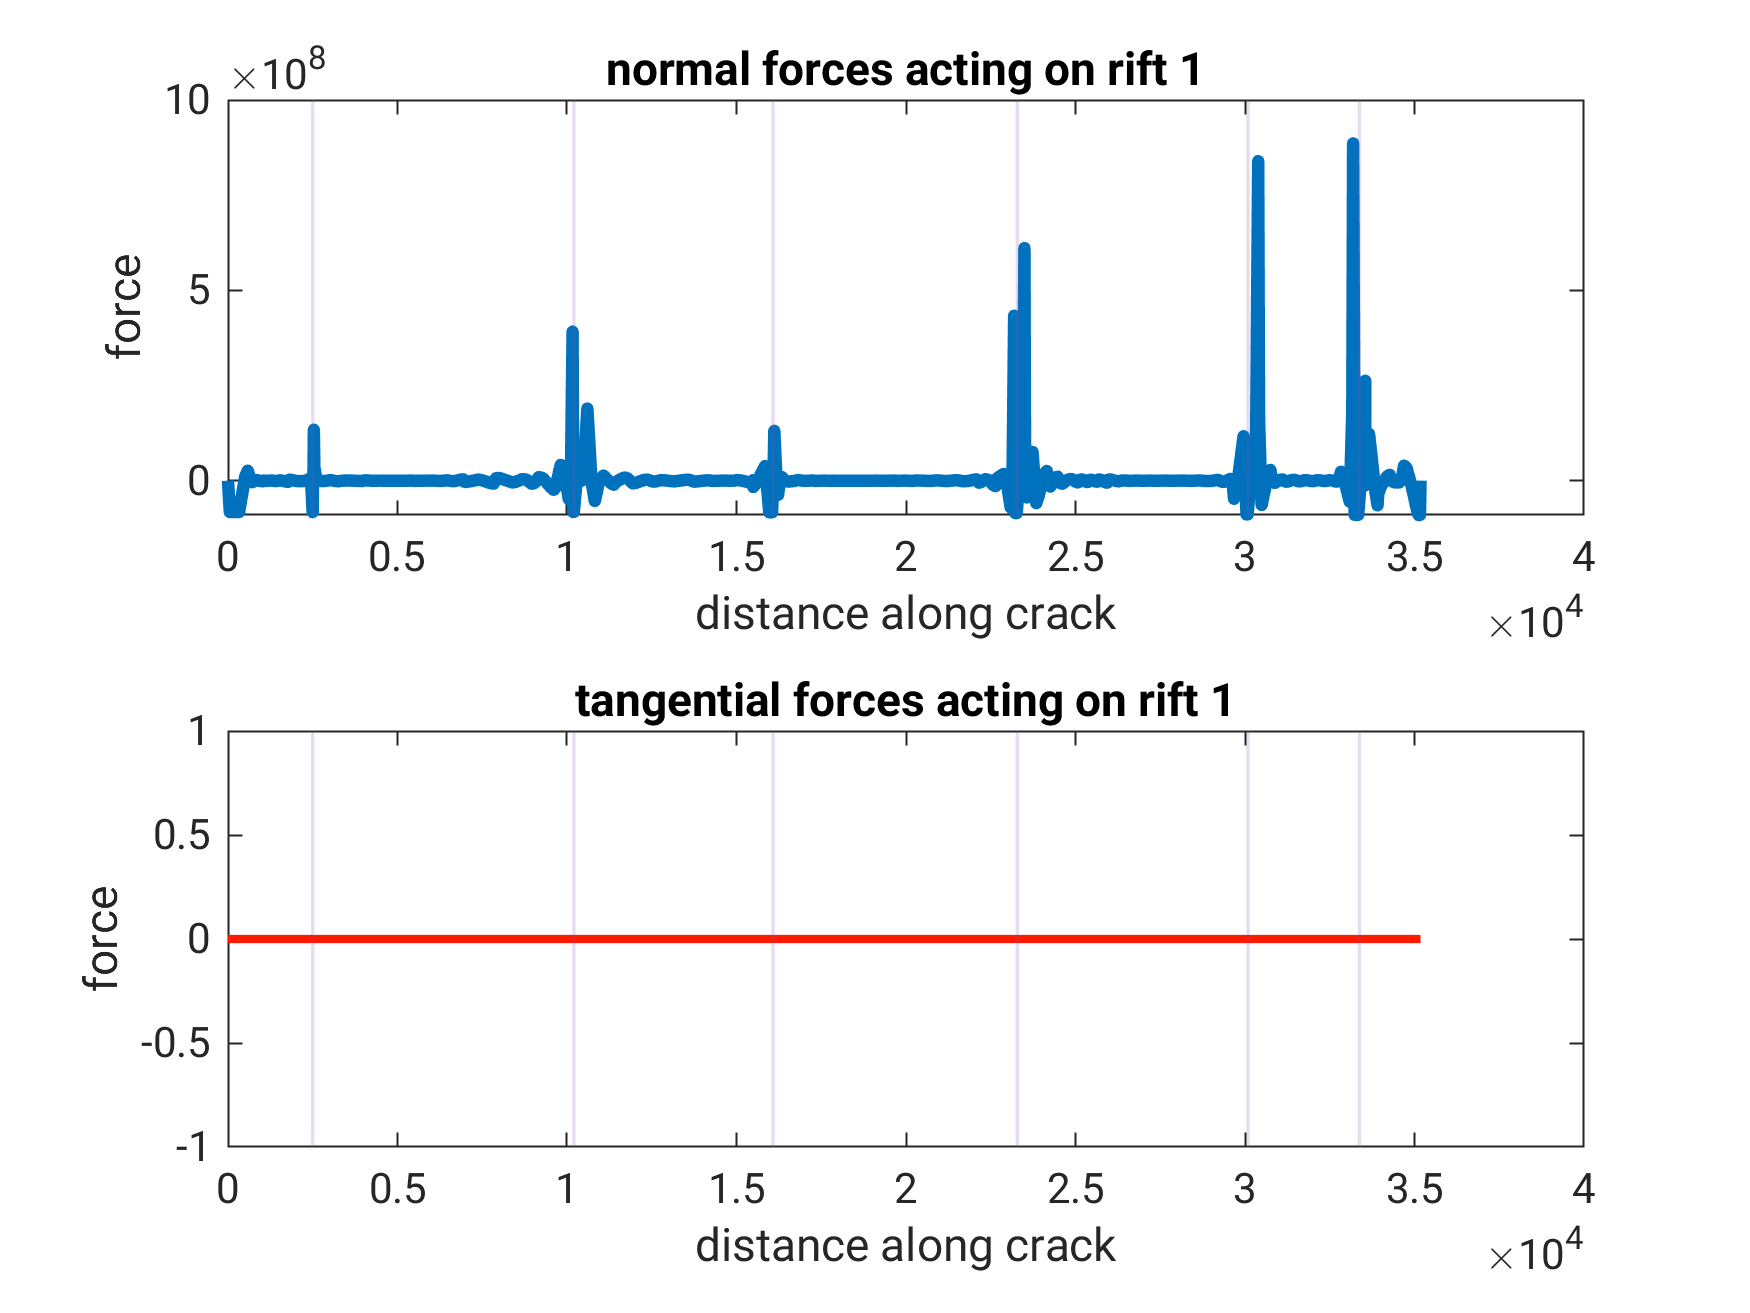 ×10^8
normal forces acting on rift 1
10
5
0
force
0 0.5 1 1.5 2 2.5 3 3.5 4
distance along crack
×10^4
tangential forces acting on rift 1
1
0.5
0
-0.5
-1
force
0 0.5 1 1.5 2 2.5 3 3.5 4
distance along crack
×10^4